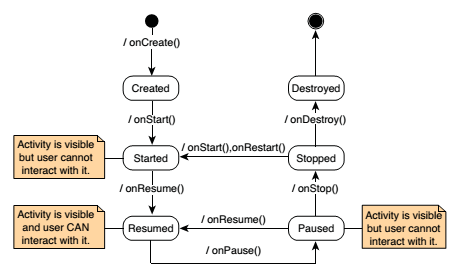 / onCreate()
Created
Destroyed
/ onStart()
/ onDestroy()
Activity is visible
but user cannot
interact with it.
Started
/ onStart(),onRestart()
Stopped
/ onResume()
/ onStop()
Activity is visible
and user CAN
interact with it.
Resumed
/ onResume()
Paused
Activity is visible
but user cannot
interact with it.
/ onPause()